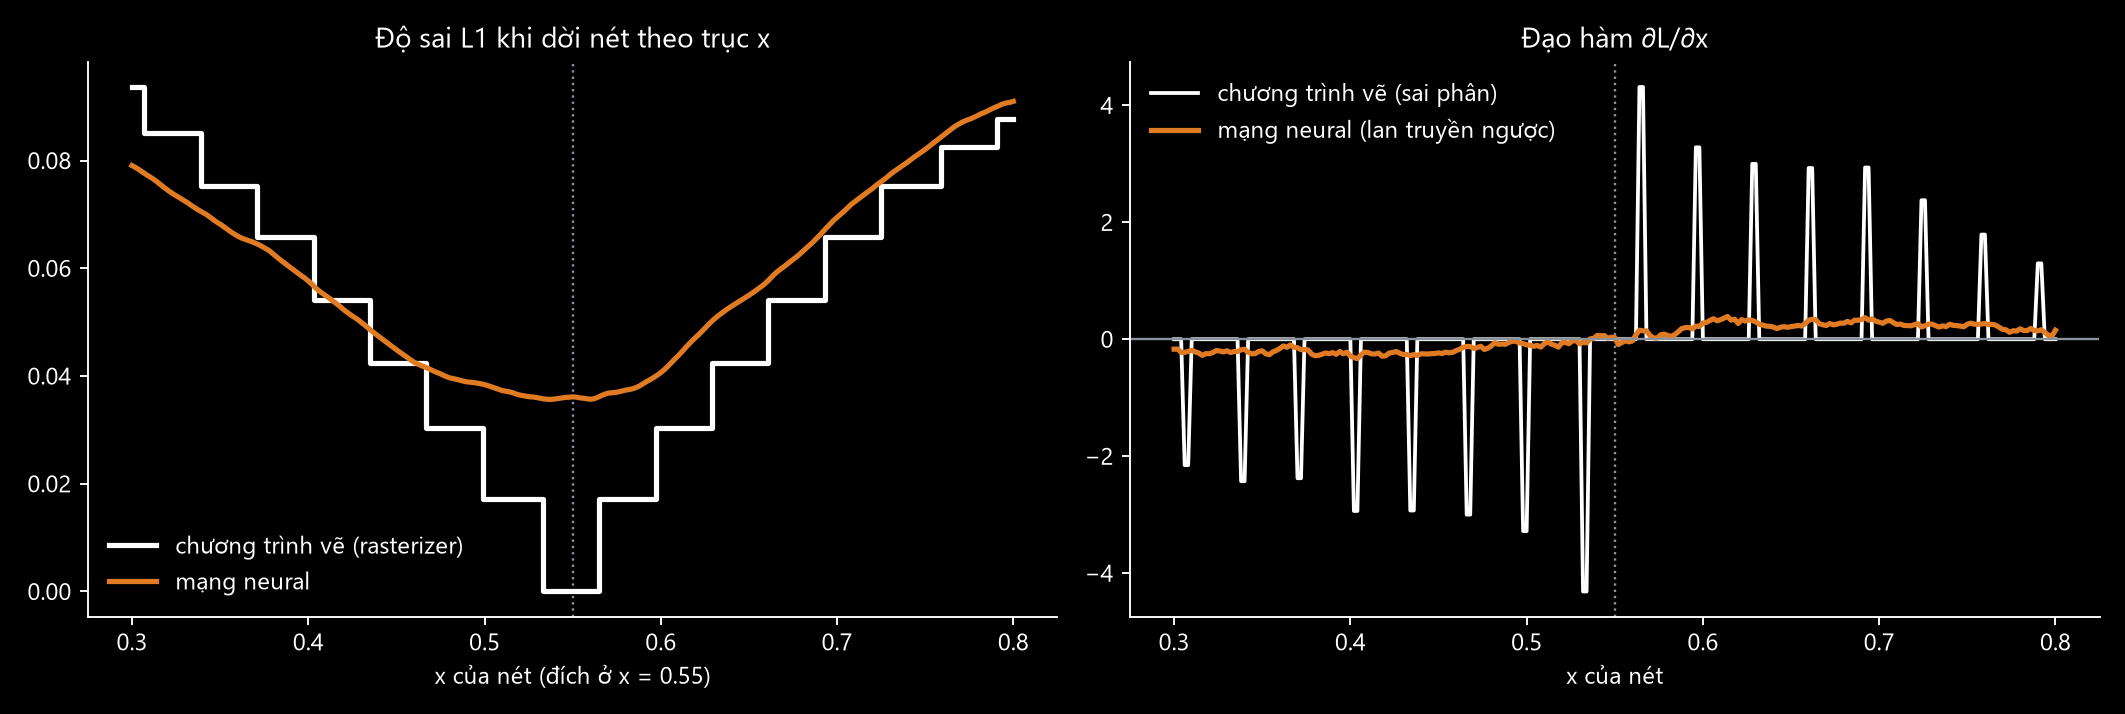 Độ sai L1 khi dời nét theo trục x
0.08
0.06
0.04
0.02
0.00
chương trình vẽ (rasterizer)
mạng neural
0.3 0.4 0.5 0.6 0.7 0.8
x của nét (đích ở x = 0.55)
Đạo hàm ∂L/∂x
chương trình vẽ (sai phân)
mạng neural (lan truyền ngược)
4
2
0
−2
−4
0.3 0.4 0.5 0.6 0.7 0.8
x của nét